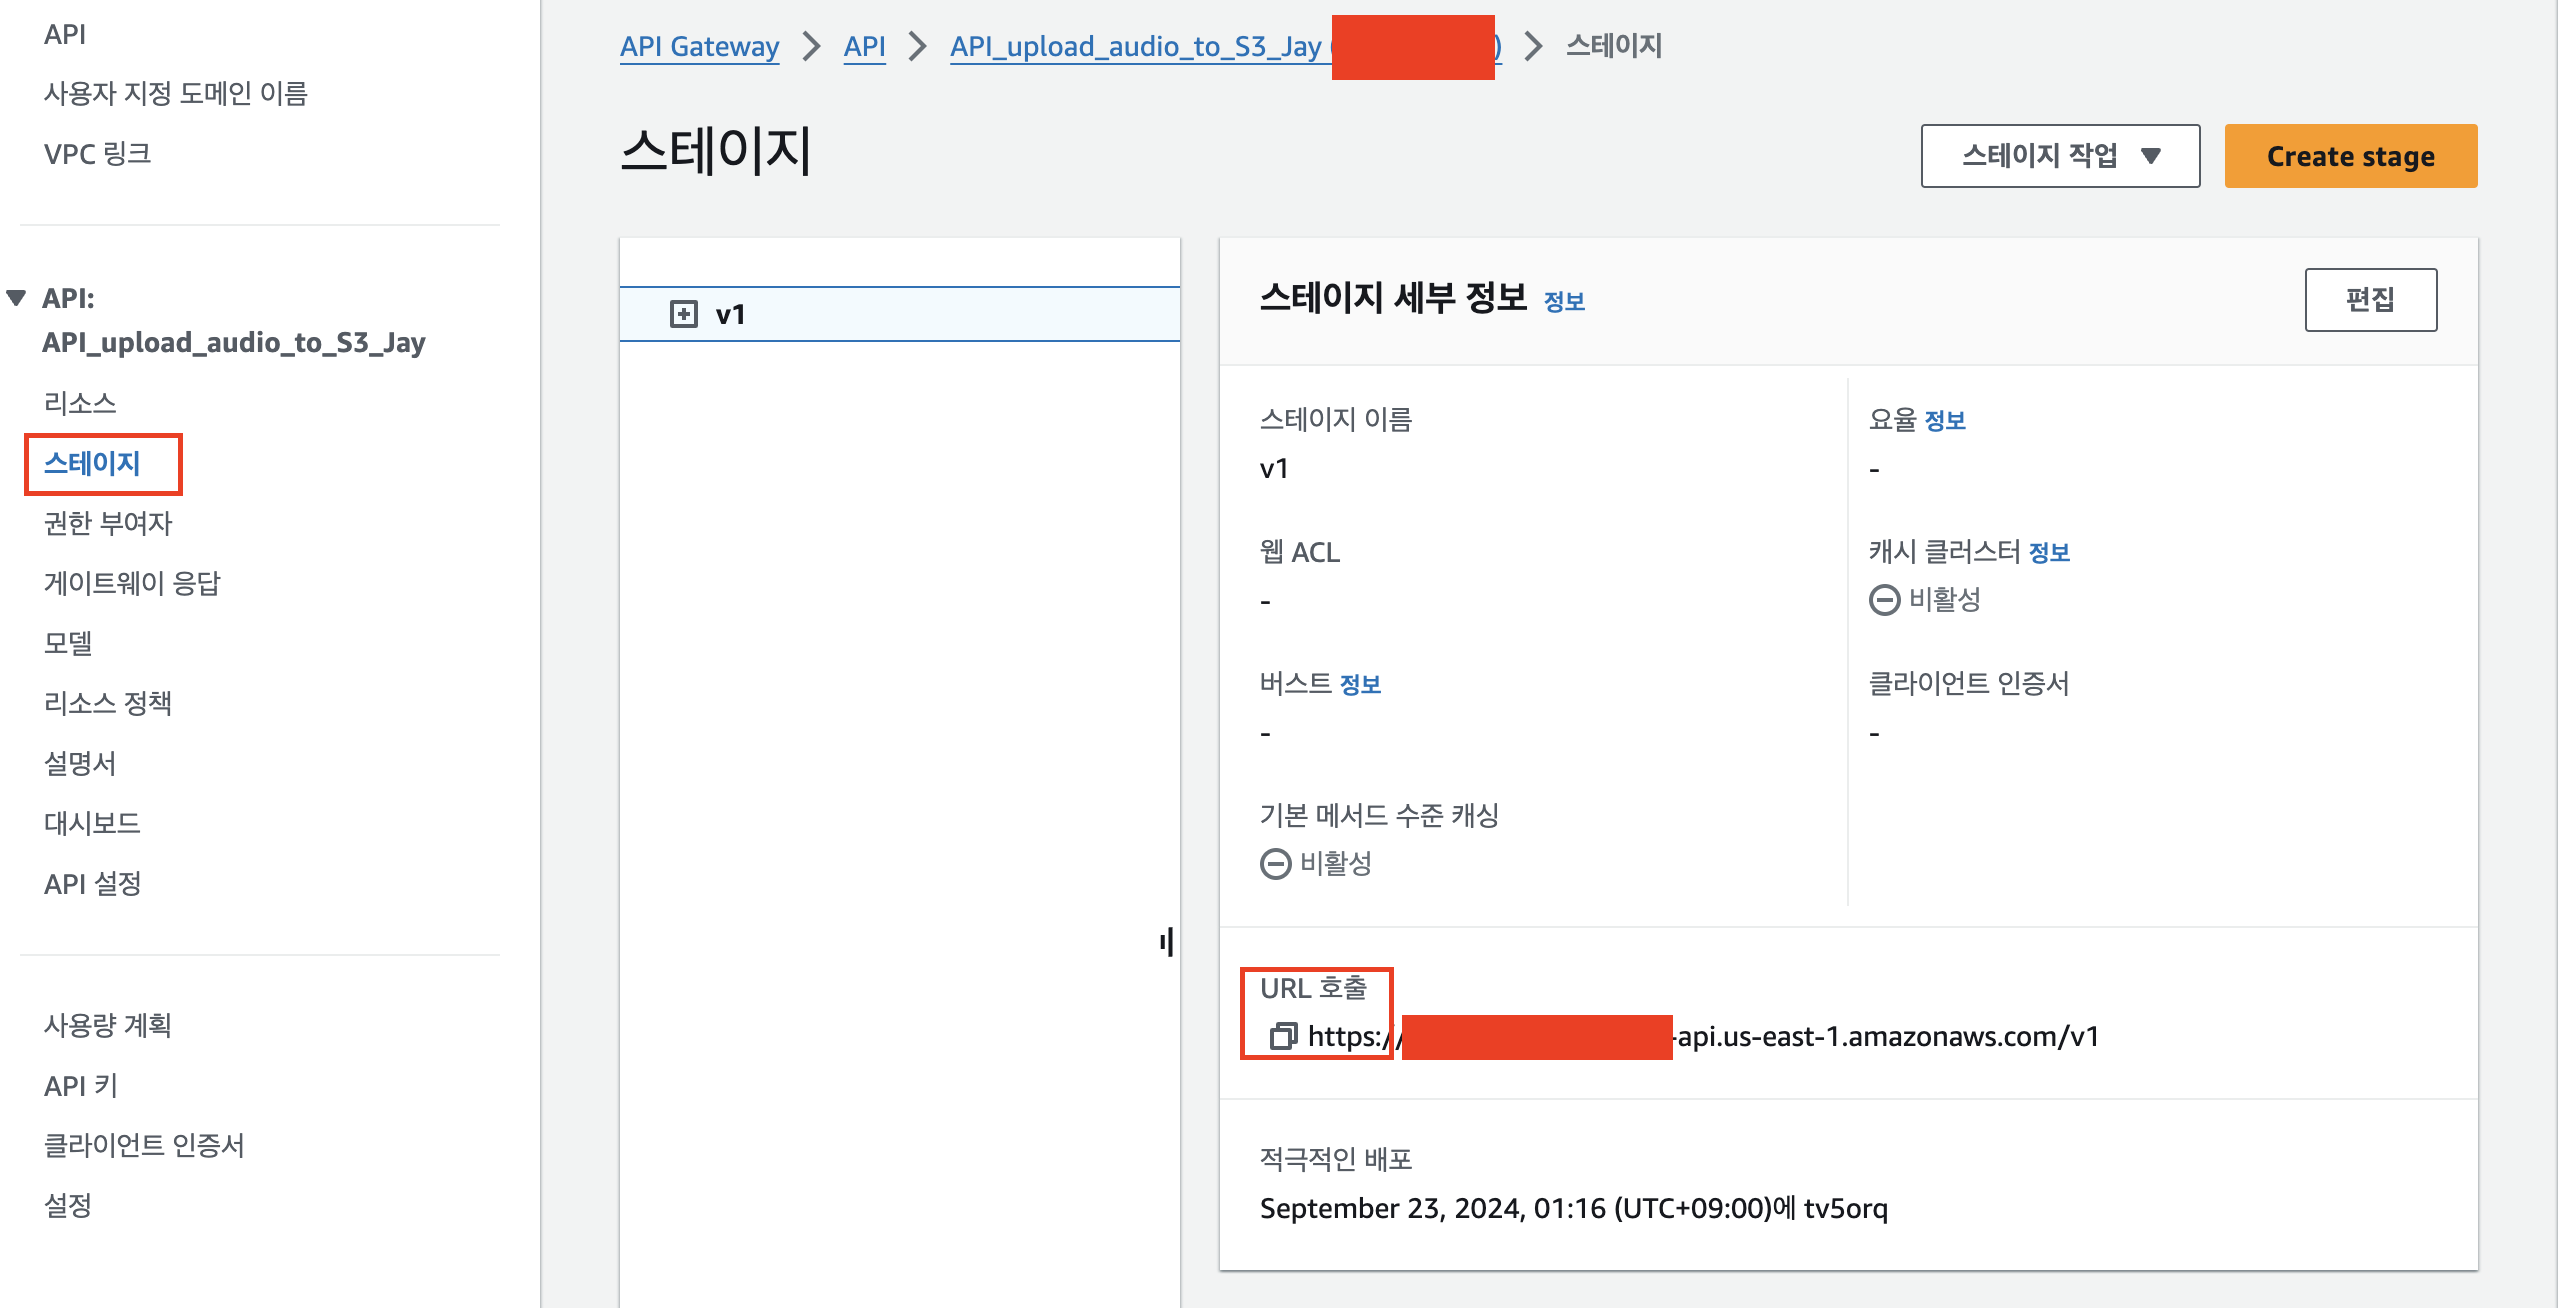 API
사용자 지정 도메인 이름
VPC 링크
API:
API_upload_audio_to_S3_Jay
리소스
스테이지
권한 부여자
게이트웨이 응답
모델
리소스 정책
설명서
대시보드
API 설정
사용량 계획
API 키
클라이언트 인증서
설정
API Gateway > API > API_upload_audio_to_S3_Jay ( ) > 스테이지
스테이지
스테이지 작업 ▼
Create stage
v1
스테이지 세부 정보 정보
편집
스테이지 이름
v1
요율 정보
-
웹 ACL
-
캐시 클러스터 정보
비활성
버스트 정보
-
클라이언트 인증서
-
기본 메서드 수준 캐싱
비활성
URL 호출
https:// -api.us-east-1.amazonaws.com/v1
적극적인 배포
September 23, 2024, 01:16 (UTC+09:00)에 tv5orq